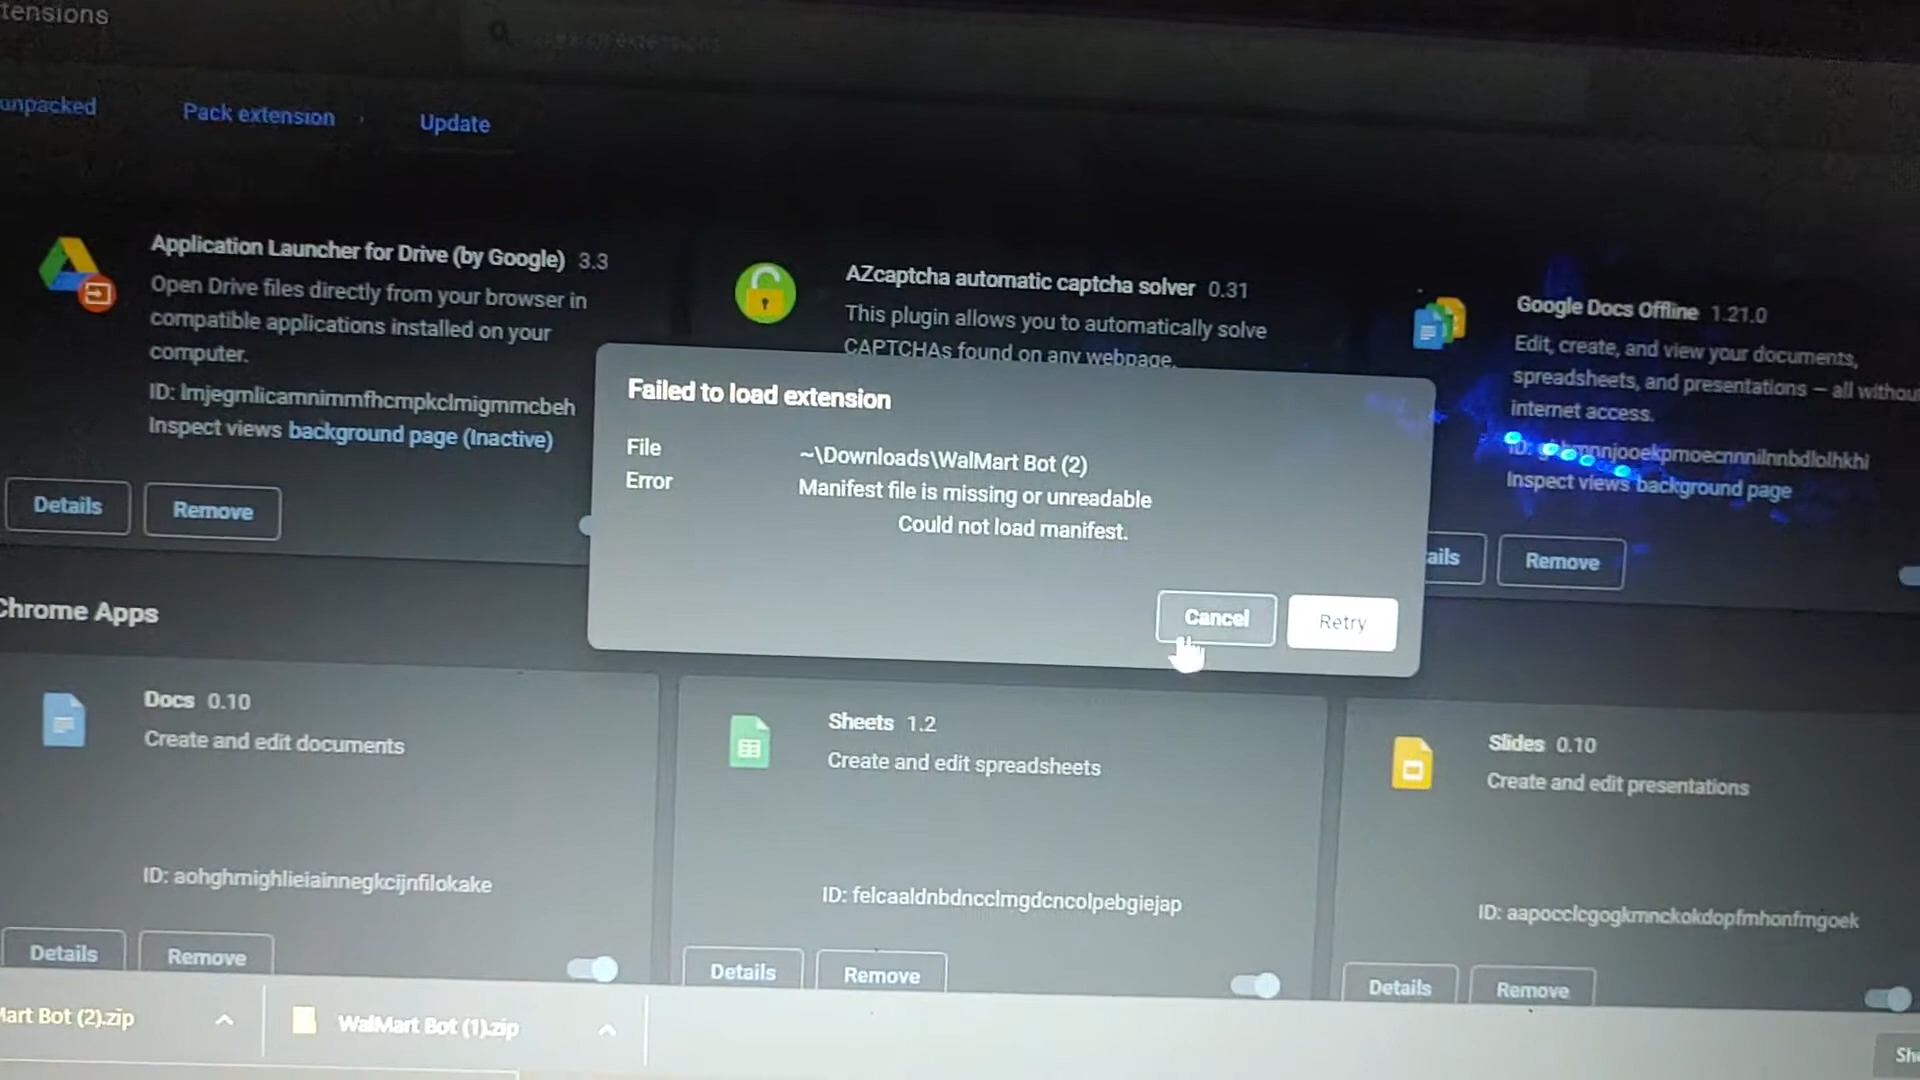 tensions
unpacked
Pack extension
Update
Application Launcher for Drive (by Google) 3.3
Open Drive files directly from your browser in
compatible applications installed on your
computer.
ID: lmjegmlicamnimmfhcmpkclmigmmcbeh
Inspect views background page (Inactive)
Details
Remove
AZcaptcha automatic captcha solver 0.31
This plugin allows you to automatically solve
CAPTCHAs found on any webpage.
Google Docs Offline 1.21.0
Edit, create, and view your documents,
spreadsheets, and presentations — all without
internet access.
Inspect views background page
ails
Remove
Failed to load extension
File
~\Downloads\WalMart Bot (2)
Error
Manifest file is missing or unreadable
Could not load manifest.
Cancel
Retry
Chrome Apps
Docs 0.10
Create and edit documents
ID: aohghmighlieiainnegkcijnfilokake
Details
Remove
Sheets 1.2
Create and edit spreadsheets
ID: felcaaldnbdncclmgdcncolpebgiejap
Details
Remove
Slides 0.10
Create and edit presentations
ID: aapocclcgogkmnckokdopfmhonfmgoek
Details
Remove
Mart Bot (2).zip
WalMart Bot (1).zip